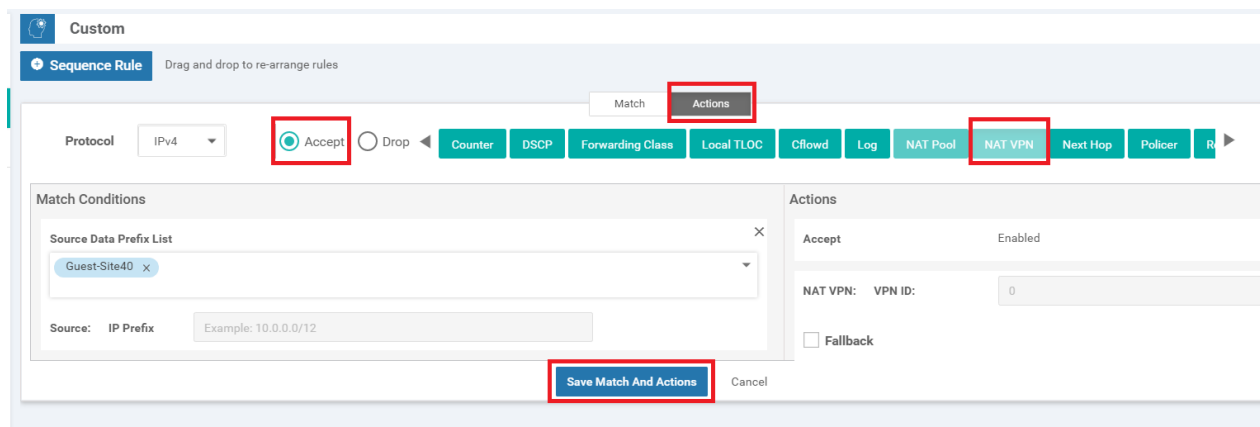 Custom
Sequence Rule Drag and drop to re-arrange rules
Match Actions
Protocol IPv4 Accept Drop Counter DSCP Forwarding Class Local TLOC Cflowd Log NAT Pool NAT VPN Next Hop Policer
Match Conditions Actions
Source Data Prefix List Accept Enabled
Guest-Site40 x
NAT VPN: VPN ID: 0
Source: IP Prefix Example: 10.0.0.0/12
Fallback
Save Match And Actions Cancel